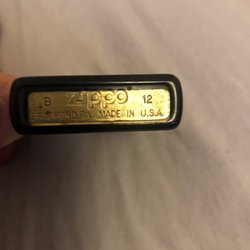 B Zippo 12
BRADFORD.PA. MADE IN U.S.A.